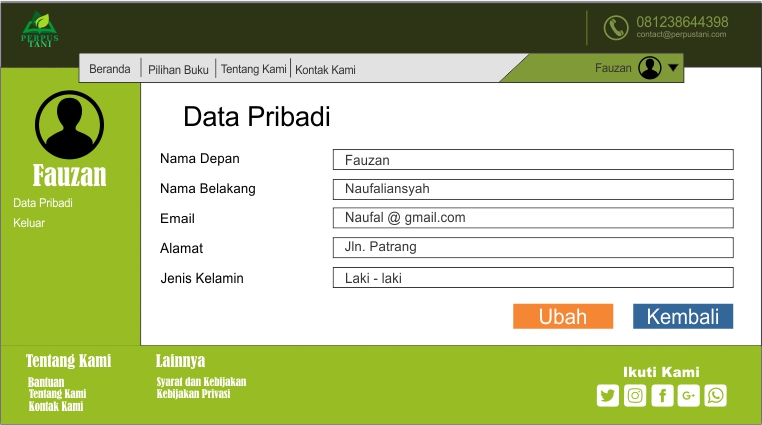 PERPUS
TANI
081238644398
contact@perpustani.com
Beranda
Pilihan Buku
Tentang Kami
Kontak Kami
Fauzan
Fauzan
Data Pribadi
Keluar
Data Pribadi
Nama Depan
Fauzan
Nama Belakang
Naufaliansyah
Email
Naufal @ gmail.com
Alamat
Jln. Patrang
Jenis Kelamin
Laki - laki
Ubah
Kembali
Tentang Kami
Bantuan
Tentang Kami
Kontak Kami
Lainnya
Syarat dan Kebijakan
Kebijakan Privasi
Ikuti Kami